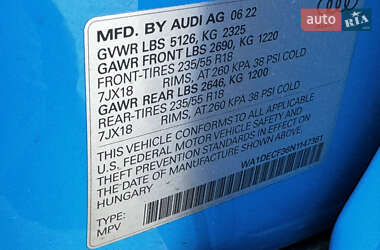 AUTO RIA
MFD. BY AUDI AG 06 22
GVWR LBS 5126, KG 2325
GAWR FRONT LBS 2690, KG 1220
FRONT-TIRES 235/55 R18
7JX18 RIMS, AT 260 KPA 38 PSI COLD
GAWR REAR LBS 2646, KG 1200
REAR-TIRES 235/55 R18
7JX18 RIMS, AT 260 KPA 38 PSI COLD
THIS VEHICLE CONFORMS TO ALL APPLICABLE
U.S. FEDERAL MOTOR VEHICLE SAFETY AND
THEFT PREVENTION STANDARDS IN EFFECT
ON THE DATE OF MANUFACTURE SHOWN ABOVE
HUNGARY
WA1DECF36N1147361
TYPE:
MPV